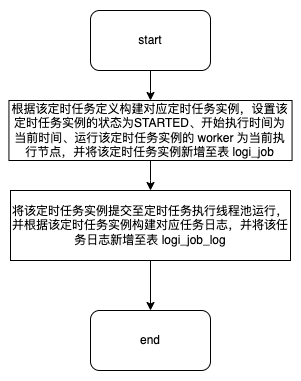 start
根据该定时任务定义构建对应定时任务实例，设置该
定时任务实例的状态为STARTED、开始执行时间为
当前时间、运行该定时任务实例的 worker 为当前执
行节点，并将该定时任务实例新增至表 logi_job
将该定时任务实例提交至定时任务执行线程池运行，
并根据该定时任务实例构建对应任务日志，并将该任
务日志新增至表 logi_job_log
end